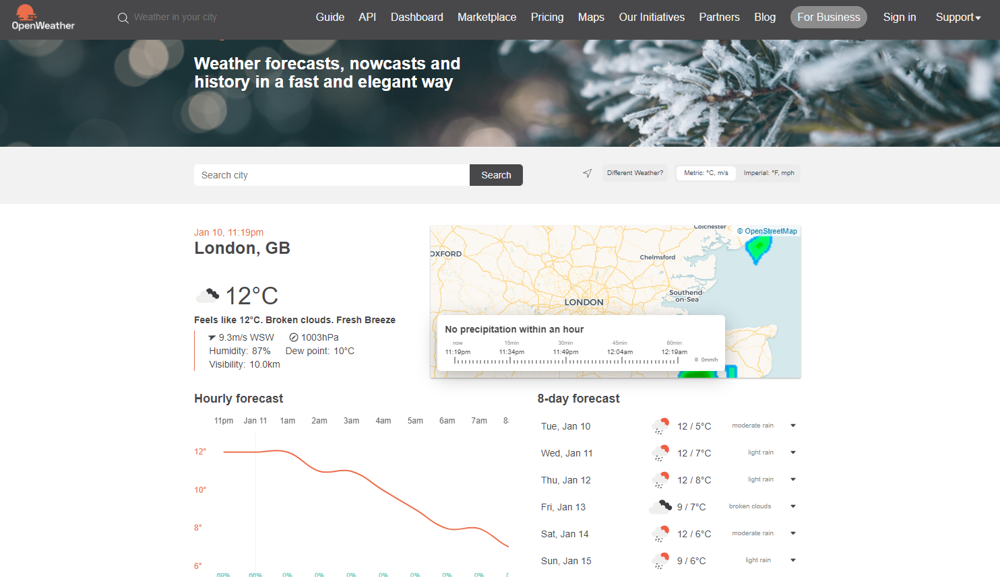 OpenWeather
Weather in your city
Guide
API
Dashboard
Marketplace
Pricing
Maps
Our Initiatives
Partners
Blog
For Business
Sign in
Support
Weather forecasts, nowcasts and
history in a fast and elegant way
Search city
Search
Different Weather?
Metric: °C, m/s
Imperial: °F, mph
Jan 10, 11:19pm
London, GB
12°C
Feels like 12°C. Broken clouds. Fresh Breeze
9.3m/s WSW 1003hPa
Humidity: 87% Dew point: 10°C
Visibility: 10.0km
Colchester
© OpenStreetMap
OXFORD
Chelmsford
Southend-
on-Sea
LONDON
No precipitation within an hour
now 15min 30min 45min 60min
11:19pm 11:34pm 11:49pm 12:04am 12:19am
0mm/h
Hourly forecast
11pm Jan 11 1am 2am 3am 4am 5am 6am 7am 8
12°
10°
8°
6°
69% 66% 0% 0% 0% 0% 0% 0% 0%
8-day forecast
Tue, Jan 10 12 / 5°C moderate rain
Wed, Jan 11 12 / 7°C light rain
Thu, Jan 12 12 / 8°C light rain
Fri, Jan 13 9 / 7°C broken clouds
Sat, Jan 14 12 / 6°C moderate rain
Sun, Jan 15 9 / 6°C light rain